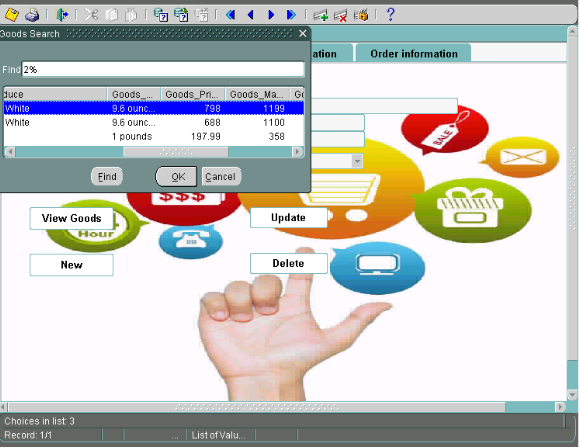 Goods Search
Find 2%
ation Order information
duce Goods_... Goods_Pri... Goods_Ma... Go
White 9.6 ounc... 798 1199
White 9.6 ounc... 688 1100
1 pounds 197.99 358
Find OK Cancel
SALE
$$$
View Goods Update
Hour
New Delete
Choices in list: 3
Record: 1/1 ... List of Valu...